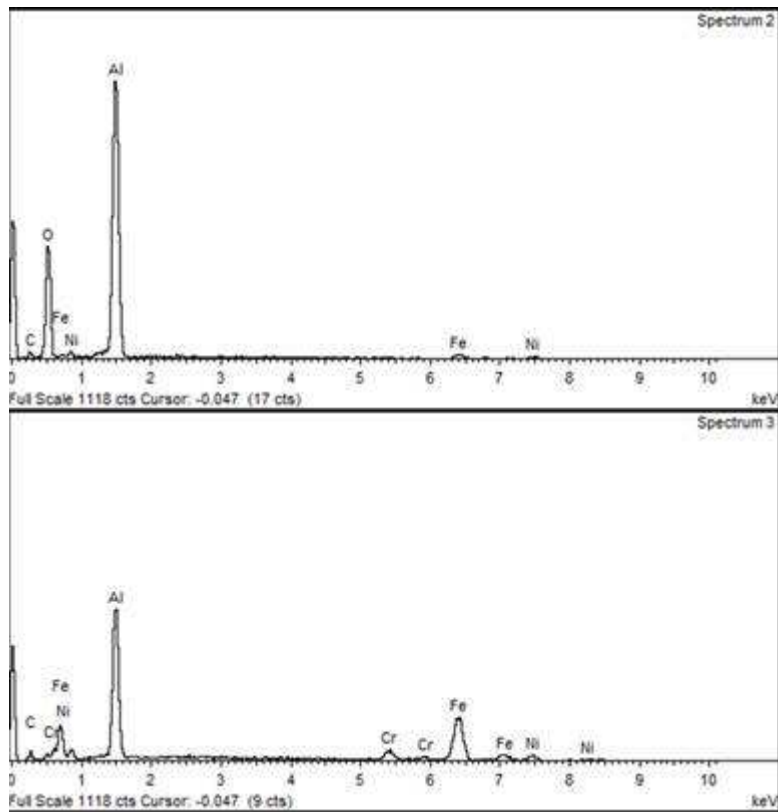 Spectrum 2
Al
O
Fe
C Ni Fe Ni
0 1 2 3 4 5 6 7 8 9 10
Full Scale 1118 cts Cursor: -0.047 (17 cts) keV
Spectrum 3
Al
Fe
Ni Fe
C Cr Cr Cr Fe Ni Ni
0 1 2 3 4 5 6 7 8 9 10
Full Scale 1118 cts Cursor: -0.047 (9 cts) keV